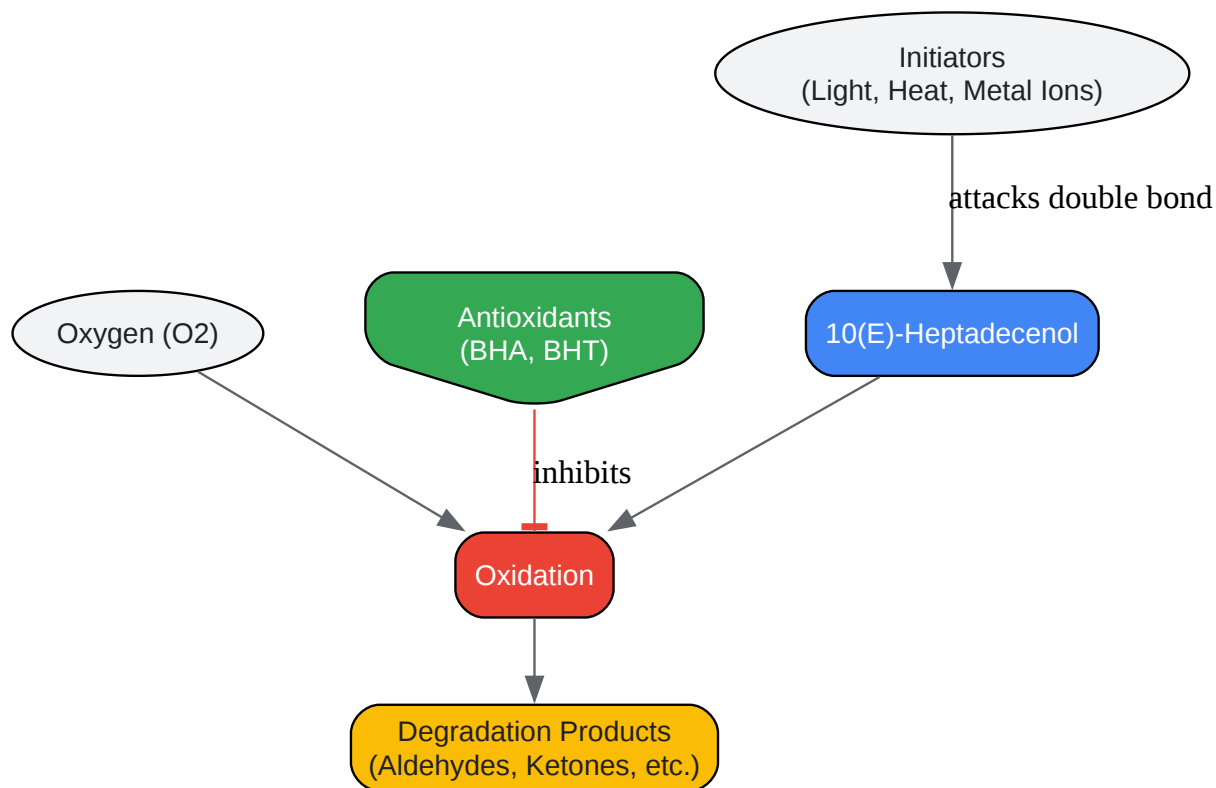 Initiators
(Light, Heat, Metal Ions)
attacks double bond
Oxygen (O2)
Antioxidants
(BHA, BHT)
10(E)-Heptadecenol
inhibits
Oxidation
Degradation Products
(Aldehydes, Ketones, etc.)